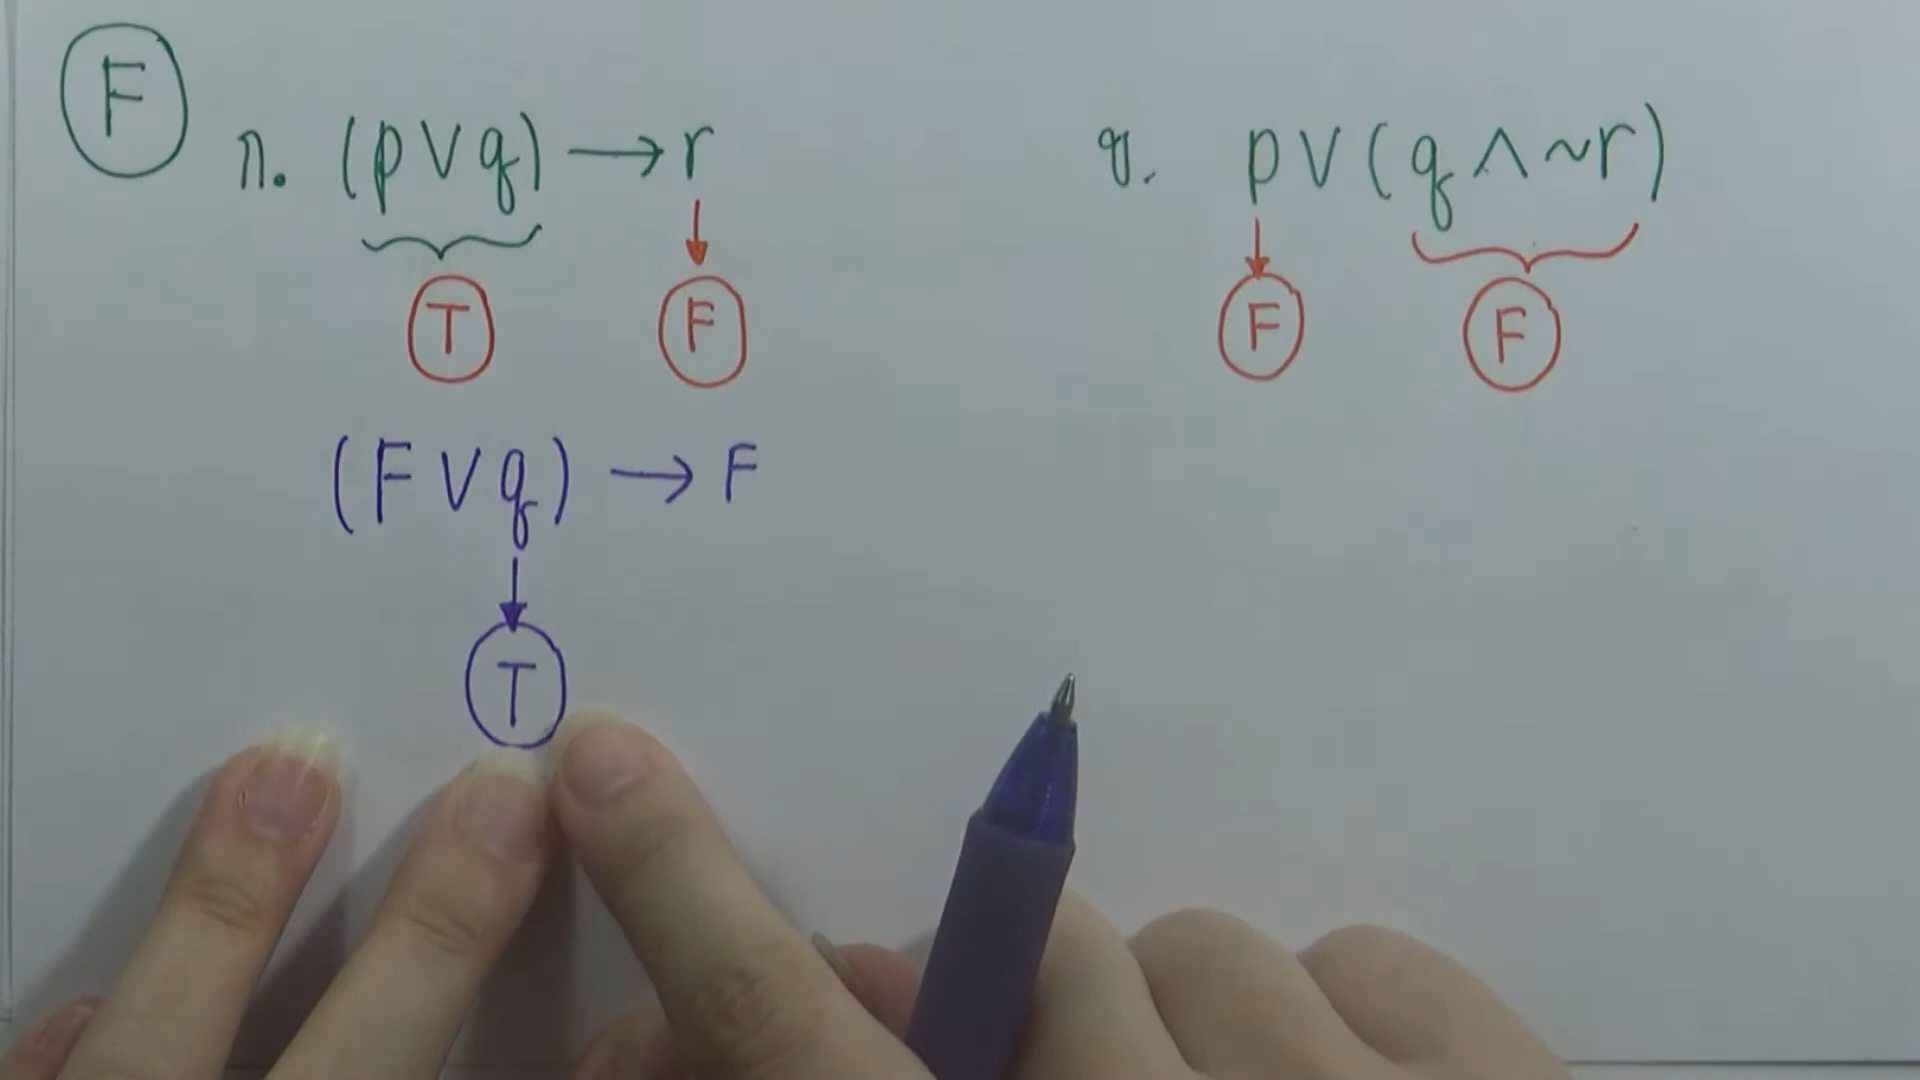 F
ก. (p∨q) → r
ข. p∨(q∧~r)
T F
F F
(F∨q) → F
T